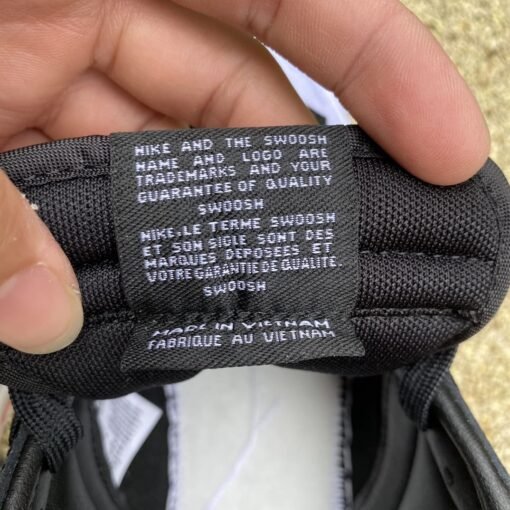 NIKE AND THE SWOOSH
NAME AND LOGO ARE
TRADEMARKS AND YOUR
GUARANTEE OF QUALITY
SWOOSH
NIKE,LE TERME SWOOSH
ET SON SIGLE SONT DES
MARQUES DEPOSEES ET
VOTRE GARANTIE DE QUALITE.
SWOOSH
MADE IN VIETNAM
FABRIQUE AU VIETNAM